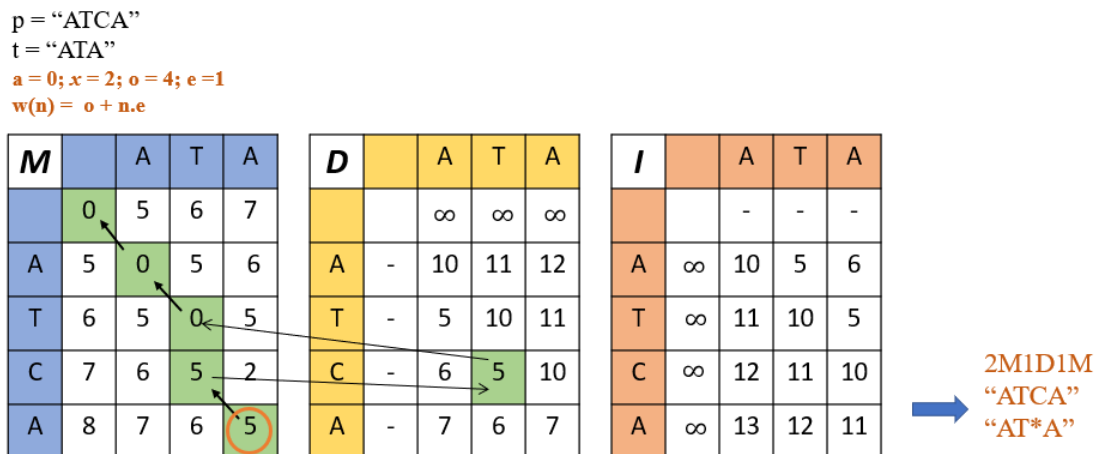 p = “ATCA”
t = “ATA”
a = 0; x = 2; o = 4; e =1
w(n) = o + n.e
M A T A
0 5 6 7
A 5 0 5 6
T 6 5 0 5
C 7 6 5 2
A 8 7 6 5
D A T A
∞ ∞ ∞
A - 10 11 12
T - 5 10 11
C - 6 5 10
A - 7 6 7
I A T A
- - -
A ∞ 10 5 6
T ∞ 11 10 5
C ∞ 12 11 10
A ∞ 13 12 11
2M1D1M
“ATCA”
“AT*A”